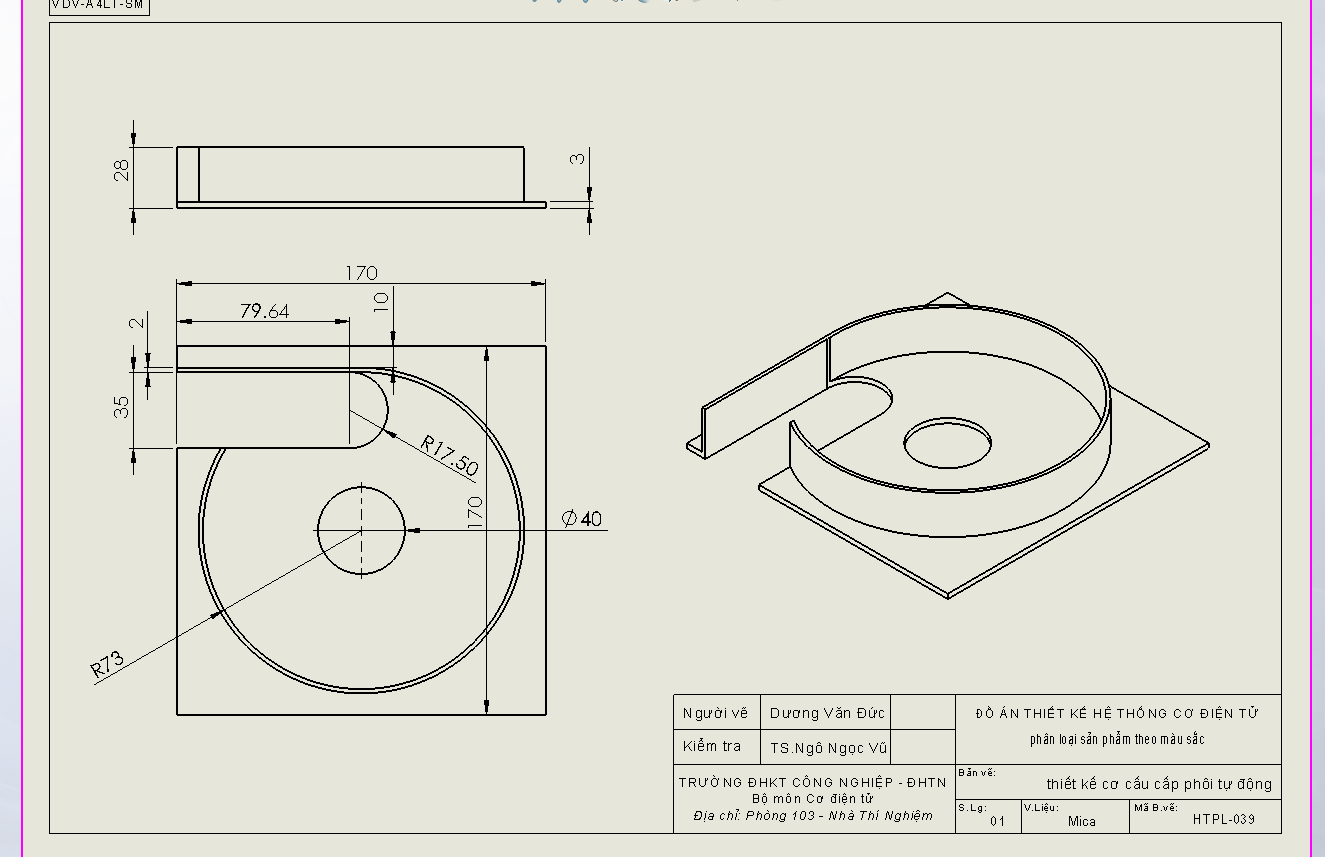 VDV-A4LT-SM
28
3
170
79.64
10
2
35
R17.50
170
Ø40
R73
Người vẽ
Dương Văn Đức
ĐỒ ÁN THIẾT KẾ HỆ THỐNG CƠ ĐIỆN TỬ
phân loại sản phẩm theo màu sắc
Kiểm tra
TS.Ngô Ngọc Vũ
TRƯỜNG ĐHKT CÔNG NGHIỆP - ĐHTN
Bộ môn Cơ điện tử
Địa chỉ: Phòng 103 - Nhà Thí Nghiệm
Bản vẽ:
thiết kế cơ cấu cấp phôi tự động
S.Lg:
01
V.Liệu:
Mica
Mã B.vẽ:
HTPL-039